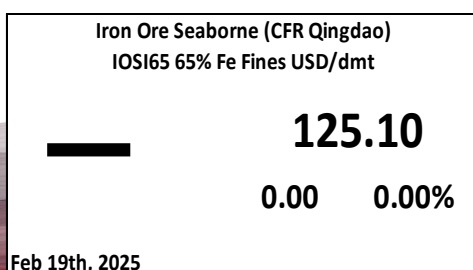 Iron Ore Seaborne (CFR Qingdao)
IOSI65 65% Fe Fines USD/dmt
125.10
0.00 0.00%
Feb 19th, 2025